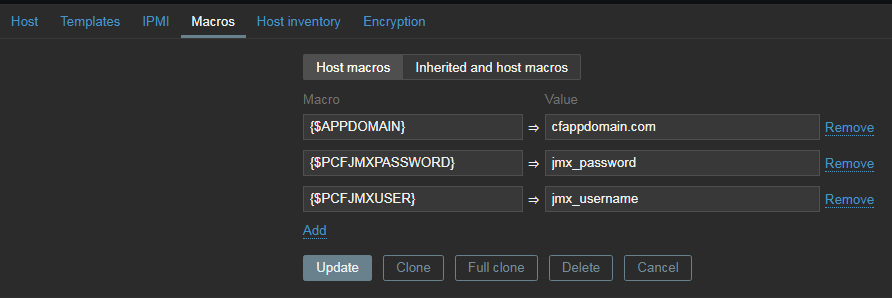 Host Templates IPMI Macros Host inventory Encryption
Host macros Inherited and host macros
Macro Value
{$APPDOMAIN} ⇒ cfappdomain.com Remove
{$PCFJMXPASSWORD} ⇒ jmx_password Remove
{$PCFJMXUSER} ⇒ jmx_username Remove
Add
Update Clone Full clone Delete Cancel